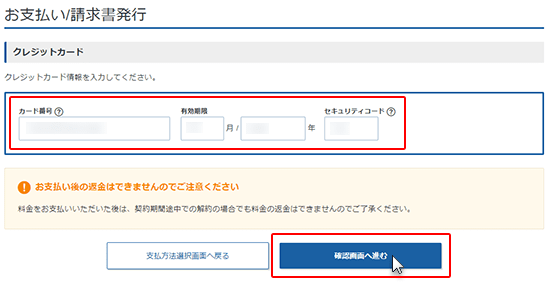 お支払い/請求書発行
クレジットカード
クレジットカード情報を入力してください。
カード番号 ?
有効期限
セキュリティコード ?
月 /
年
! お支払い後の返金はできませんのでご注意ください
料金をお支払いいただいた後は、契約期間途中での解約の場合でも料金の返金はできませんのでご了承ください。
支払方法選択画面へ戻る
確認画面へ進む